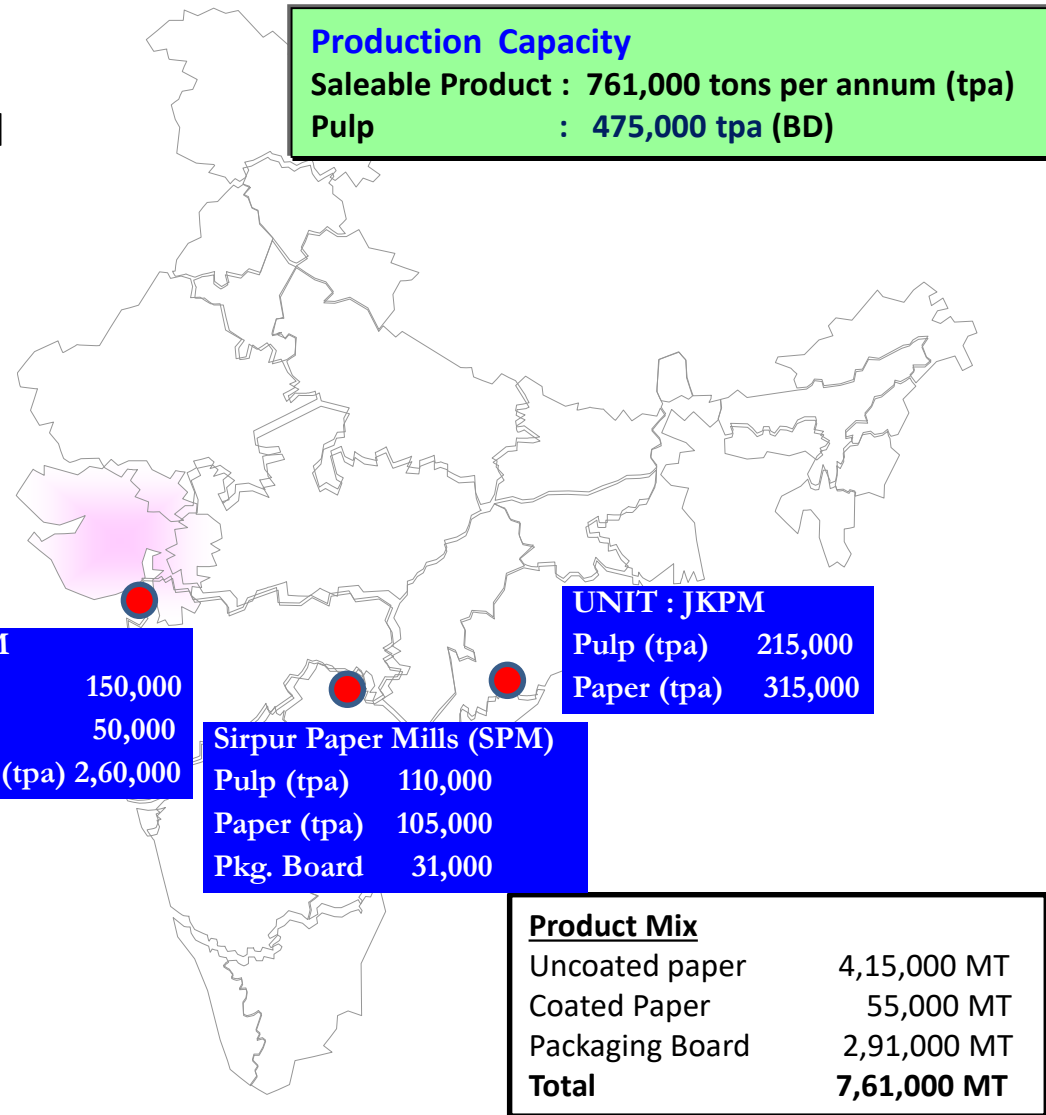 Production Capacity
Saleable Product : 761,000 tons per annum (tpa)
Pulp : 475,000 tpa (BD)
UNIT : JKPM
Pulp (tpa) 215,000
Paper (tpa) 315,000
M
150,000
50,000
(tpa) 2,60,000
Sirpur Paper Mills (SPM)
Pulp (tpa) 110,000
Paper (tpa) 105,000
Pkg. Board 31,000
Product Mix
Uncoated paper 4,15,000 MT
Coated Paper 55,000 MT
Packaging Board 2,91,000 MT
Total 7,61,000 MT